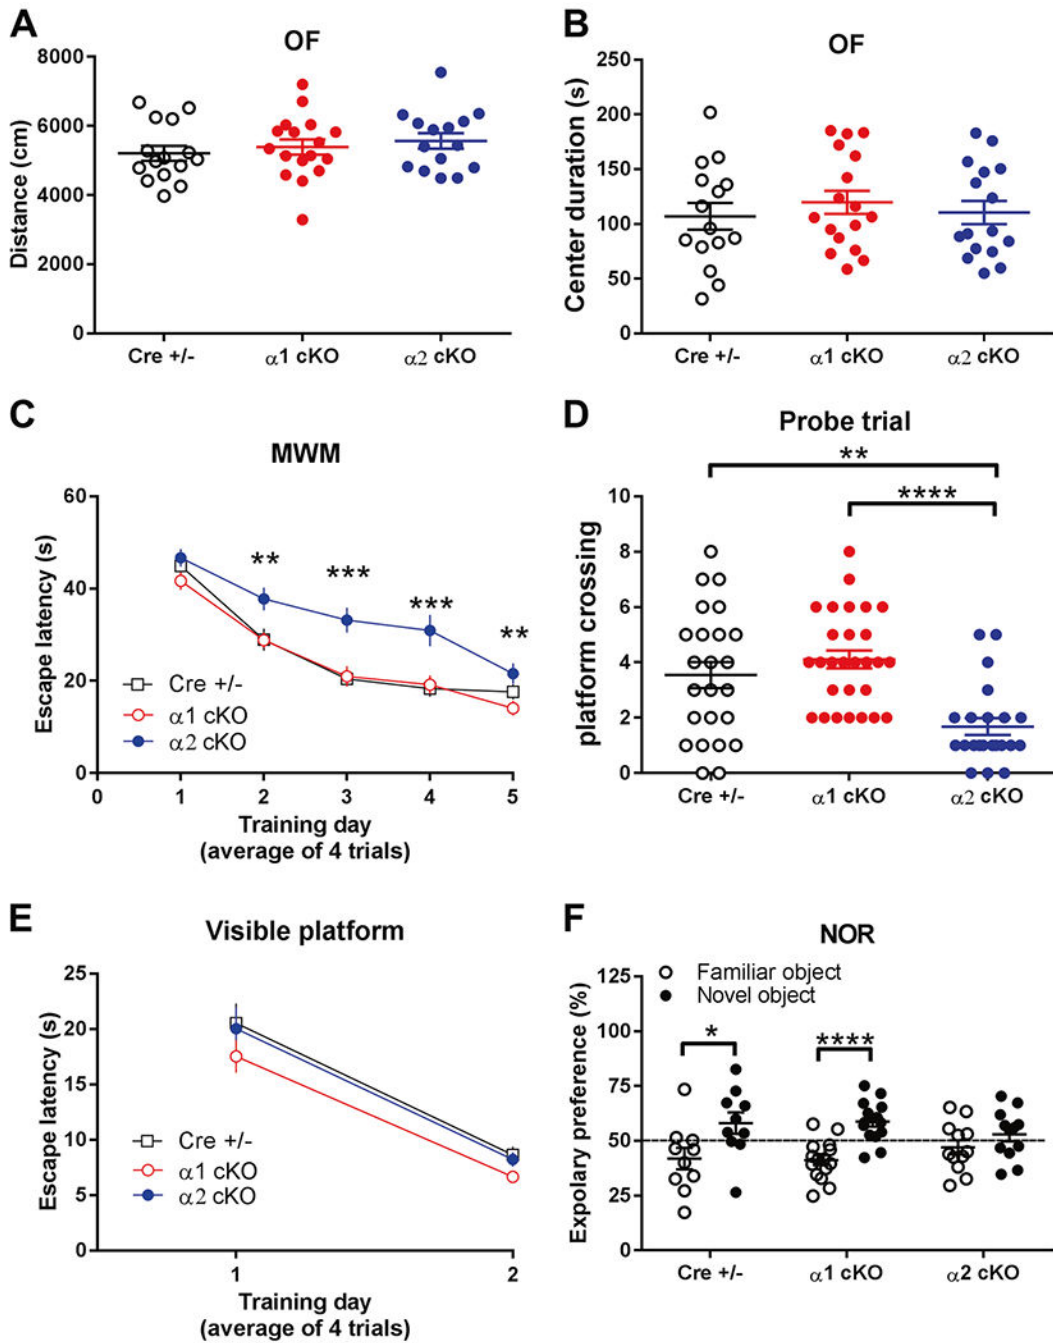 A
OF
8000
6000
4000
2000
0
Distance (cm)
Cre +/-
α1 cKO
α2 cKO
B
OF
250
200
150
100
50
0
Center duration (s)
Cre +/-
α1 cKO
α2 cKO
C
MWM
60
40
20
0
Escape latency (s)
**
***
***
**
Cre +/-
α1 cKO
α2 cKO
0 1 2 3 4 5
Training day
(average of 4 trials)
D
Probe trial
**
****
10
8
6
4
2
0
platform crossing
Cre +/-
α1 cKO
α2 cKO
E
Visible platform
25
20
15
10
5
0
Escape latency (s)
Cre +/-
α1 cKO
α2 cKO
1 2
Training day
(average of 4 trials)
F
NOR
Familiar object
Novel object
125
100
75
50
25
0
Expolary preference (%)
*
****
Cre +/-
α1 cKO
α2 cKO